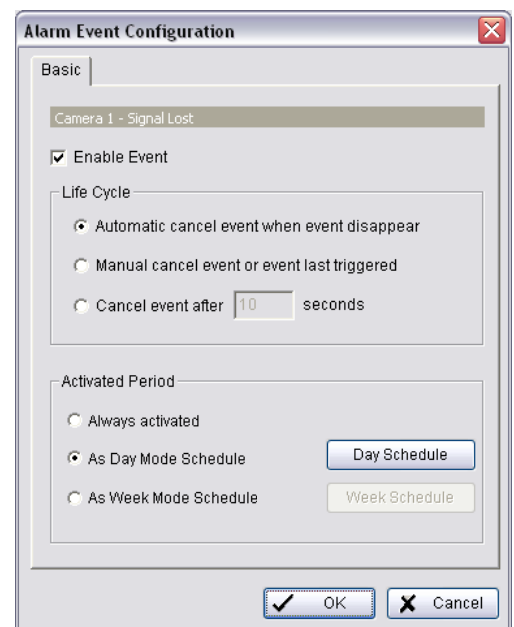 Alarm Event Configuration
Basic
Camera 1 - Signal Lost
Enable Event
Life Cycle
Automatic cancel event when event disappear
Manual cancel event or event last triggered
Cancel event after 10 seconds
Activated Period
Always activated
As Day Mode Schedule
Day Schedule
As Week Mode Schedule
Week Schedule
OK
Cancel